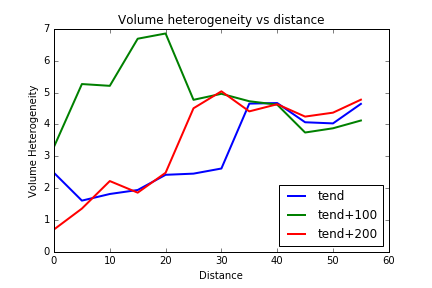 Volume heterogeneity vs distance
Volume Heterogeneity
7
6
5
4
3
2
1
0
tend
tend+100
tend+200
0 10 20 30 40 50 60
Distance